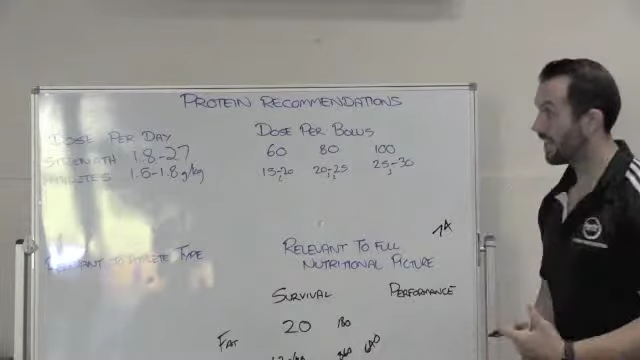 PROTEIN RECOMMENDATIONS
DOSE PER DAY
STRENGTH 1.8-2.7
ATHLETES 1.5-1.8 g/kg
DOSE PER BOLUS
60 80 100
15-20 20-25 25-30
RELEVANT TO ATHLETE TYPE
RELEVANT TO FULL
NUTRITIONAL PICTURE
SURVIVAL PERFORMANCE
20 180
FAT